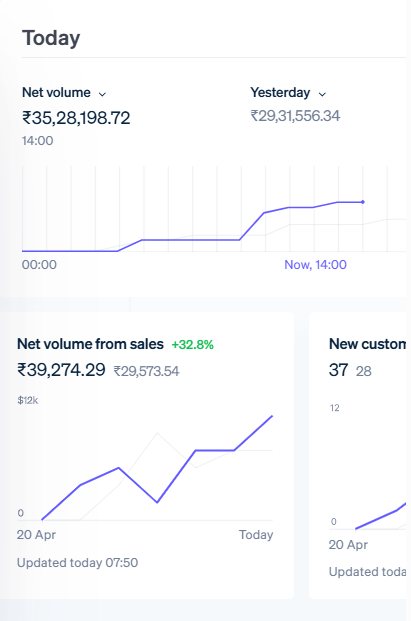 Today
Net volume
Yesterday
₹35,28,198.72
₹29,31,556.34
14:00
00:00
Now, 14:00
Net volume from sales +32.8%
₹39,274.29 ₹29,573.54
$12k
0
20 Apr
Today
Updated today 07:50
New custom
37 28
12
0
20 Apr
Updated toda